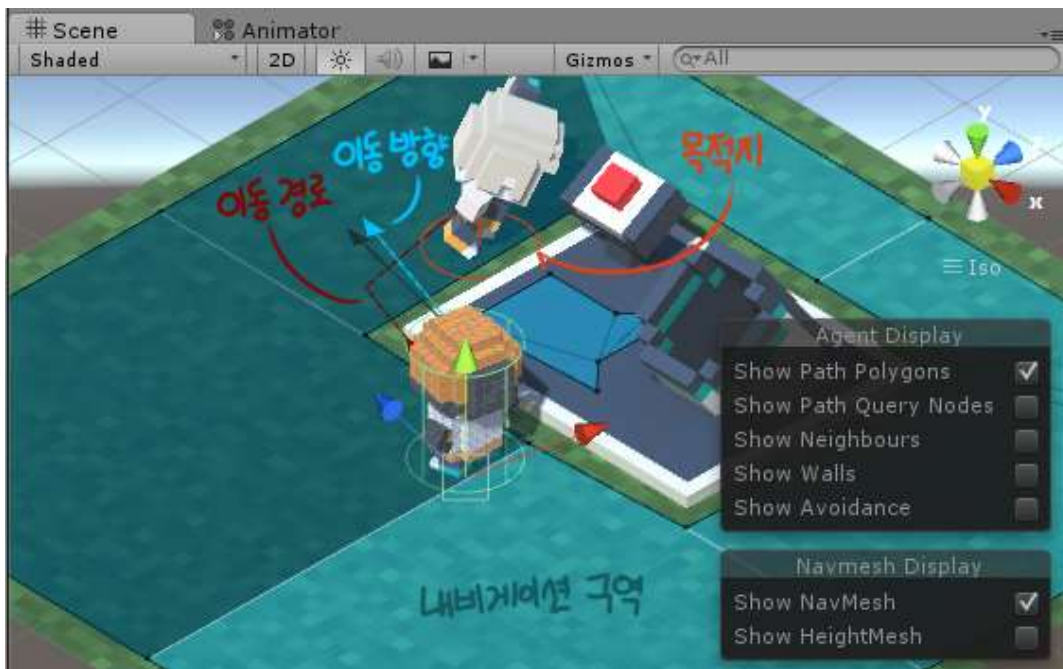 Scene
Animator
Shaded
2D
Gizmos
All
이동 방향
목적지
이동 경로
Y
X
Iso
Agent Display
Show Path Polygons
Show Path Query Nodes
Show Neighbours
Show Walls
Show Avoidance
내비게이션 구역
Navmesh Display
Show NavMesh
Show HeightMesh